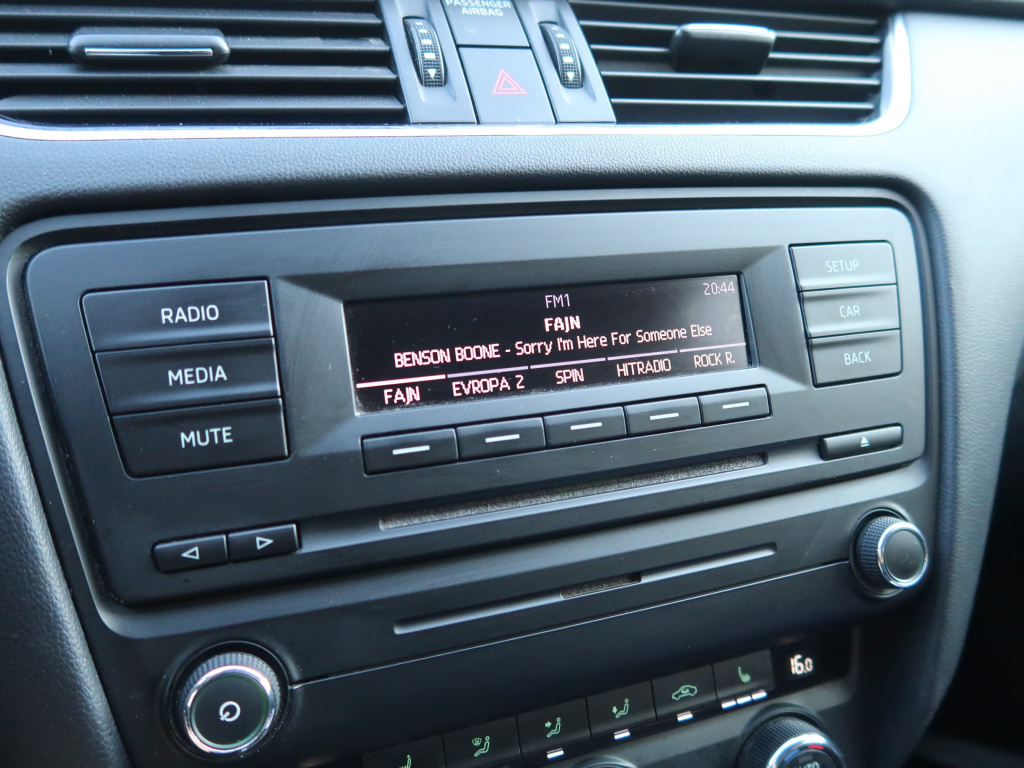 PASSENGER
AIRBAG
RADIO
MEDIA
MUTE
20:44
FM1
FAJN
BENSON BOONE - Sorry I'm Here For Someone Else
FAJN EVROPA 2 SPIN HITRADIO ROCK R.
SETUP
CAR
BACK
16.0
AUTO